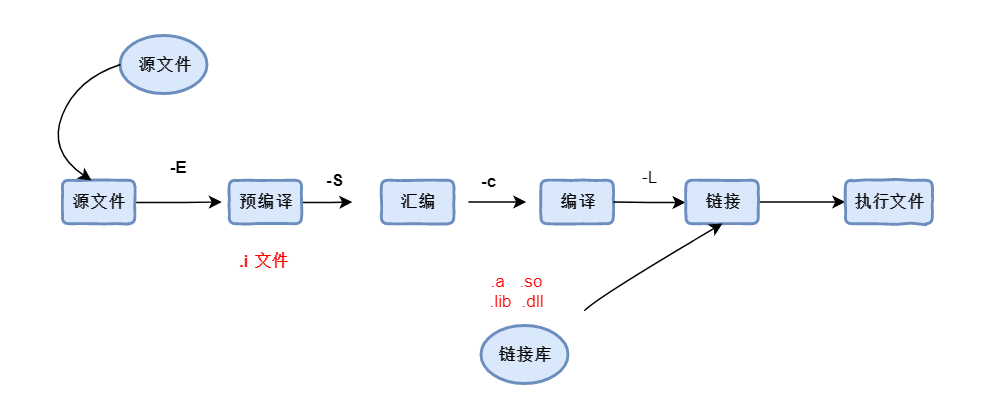 源文件
-E
-S
-c
-L
源文件
预编译
汇编
编译
链接
执行文件
.i 文件
.a .so
.lib .dll
链接库